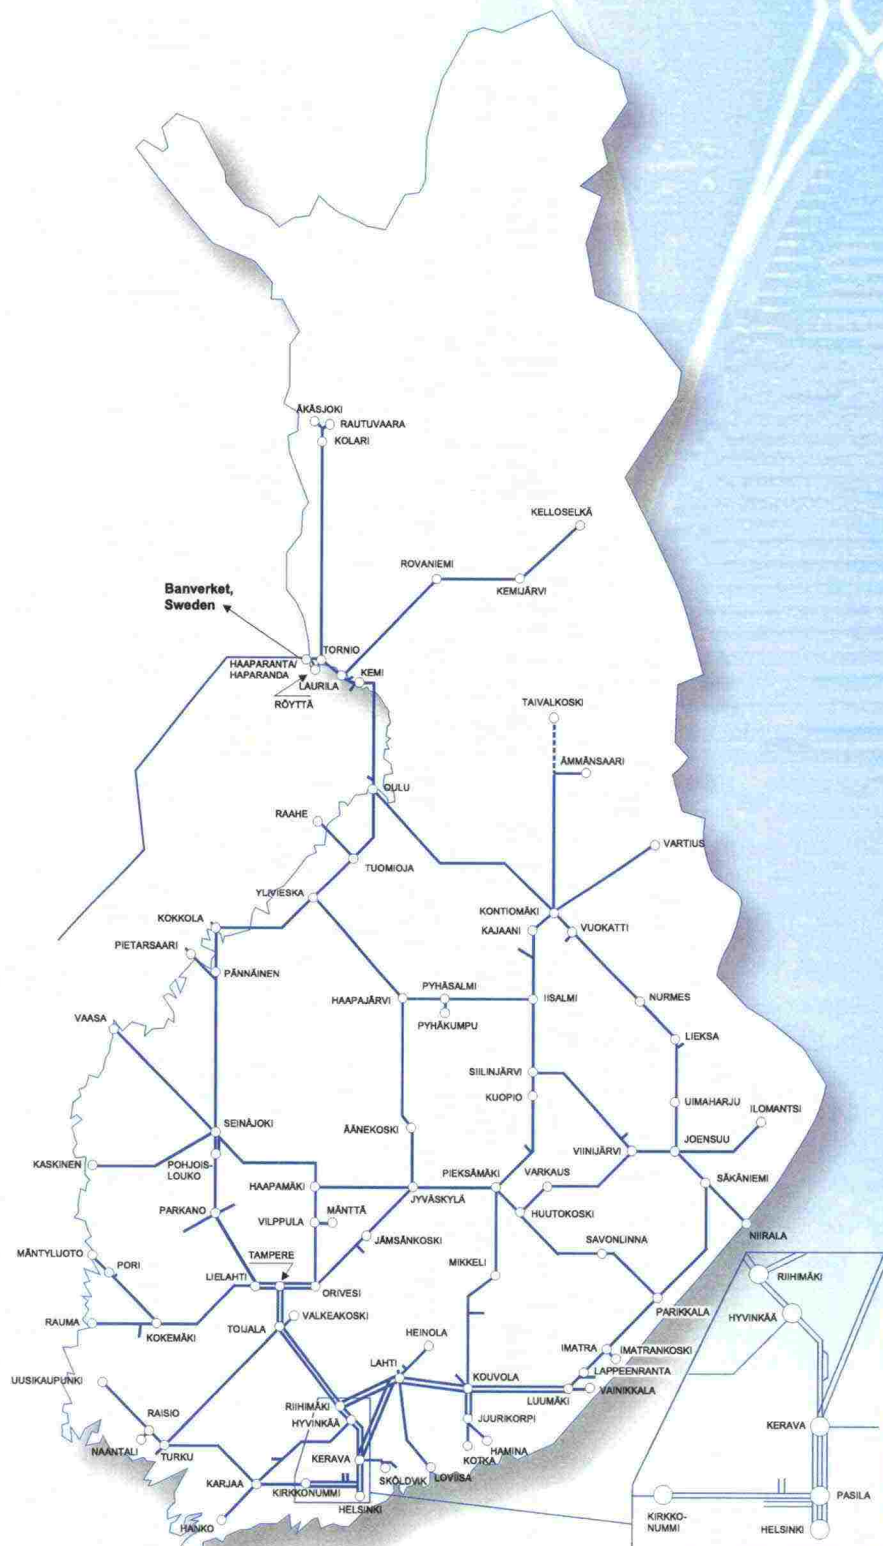 ÄKÄSJOKI
RAUTUVAARA
KOLARI
KELLOSELKÄ
ROVANIEMI
KEMIJÄRVI
Banverket,
Sweden
TORNIO
HAAPARANTA/
HAPARANDA
KEMI
LAURILA
RÖYTTÄ
TAIVALKOSKI
ÄMMÄNSAARI
OULU
RAAHE
VARTIUS
TUOMIOJA
YLIVIESKA
KOKKOLA
KONTIOMÄKI
KAJAANI
VUOKATTI
PIETARSAARI
PÄNNÄINEN
HAAPAJÄRVI
PYHÄSALMI
IISALMI
NURMES
PYHÄKUMPU
VAASA
LIEKSA
SIILINJÄRVI
KUOPIO
UIMAHARJU
ILOMANTSI
SEINÄJOKI
ÄÄNEKOSKI
JOENSUU
VIINIJÄRVI
KASKINEN
POHJOIS-
LOUKO
PIEKSÄMÄKI
VARKAUS
SÄKÄNIEMI
HAAPAMÄKI
JYVÄSKYLÄ
PARKANO
VILPPULA
MÄNTTÄ
HUUTOKOSKI
NIIRALA
JÄMSÄNKOSKI
SAVONLINNA
MÄNTYLUOTO
TAMPERE
MIKKELI
PORI
LIELAHTI
ORIVESI
PARIKKALA
RIIHIMÄKI
HYVINKÄÄ
RAUMA
KOKEMÄKI
VALKEAKOSKI
TOIJALA
HEINOLA
IMATRA
IMATRANKOSKI
LAHTI
LAPPEENRANTA
UUSIKAUPUNKI
KOUVOLA
LUUMÄKI
VAINIKKALA
RIIHIMÄKI
HYVINKÄÄ
JUURIKORPI
RAISIO
KERAVA
NAANTALI
TURKU
HAMINA
KOTKA
KERAVA
SKÖLDVIK
LOVIISA
KARJAA
KIRKKONUMMI
HELSINKI
PASILA
HANKO
KIRKKO-
NUMMI
HELSINKI